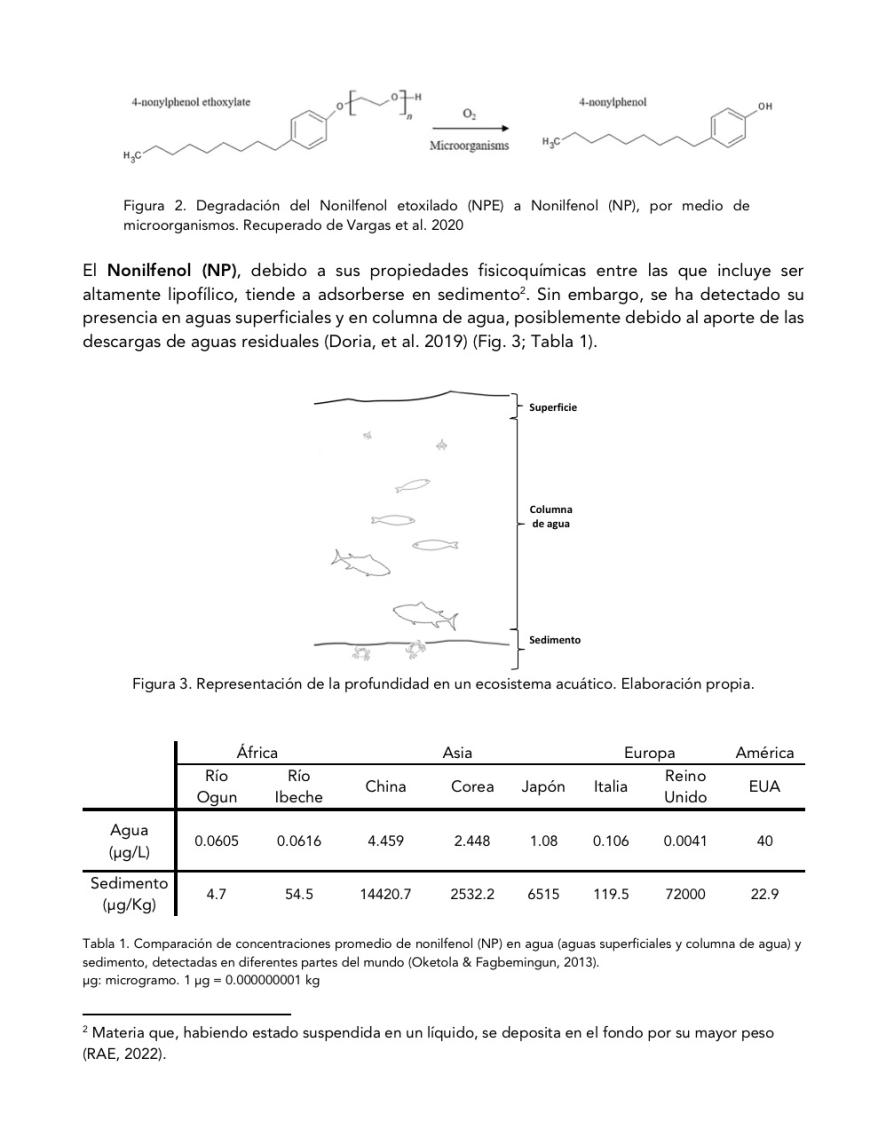 4-nonylphenol ethoxylate
H3C
O
O
H
n
O2
Microorganisms
4-nonylphenol
H3C
OH
Figura 2. Degradación del Nonilfenol etoxilado (NPE) a Nonilfenol (NP), por medio de
microorganismos. Recuperado de Vargas et al. 2020
El Nonilfenol (NP), debido a sus propiedades fisicoquímicas entre las que incluye ser
altamente lipofílico, tiende a adsorberse en sedimento2. Sin embargo, se ha detectado su
presencia en aguas superficiales y en columna de agua, posiblemente debido al aporte de las
descargas de aguas residuales (Doria, et al. 2019) (Fig. 3; Tabla 1).
Superficie
Columna
de agua
Sedimento
Figura 3. Representación de la profundidad en un ecosistema acuático. Elaboración propia.
África Asia Europa América
Río Ogun Río Ibeche China Corea Japón Italia Reino Unido EUA
Agua (µg/L) 0.0605 0.0616 4.459 2.448 1.08 0.106 0.0041 40
Sedimento (µg/Kg) 4.7 54.5 14420.7 2532.2 6515 119.5 72000 22.9
Tabla 1. Comparación de concentraciones promedio de nonilfenol (NP) en agua (aguas superficiales y columna de agua) y
sedimento, detectadas en diferentes partes del mundo (Oketola & Fagbemingun, 2013).
µg: microgramo. 1 µg = 0.000000001 kg
2 Materia que, habiendo estado suspendida en un líquido, se deposita en el fondo por su mayor peso
(RAE, 2022).